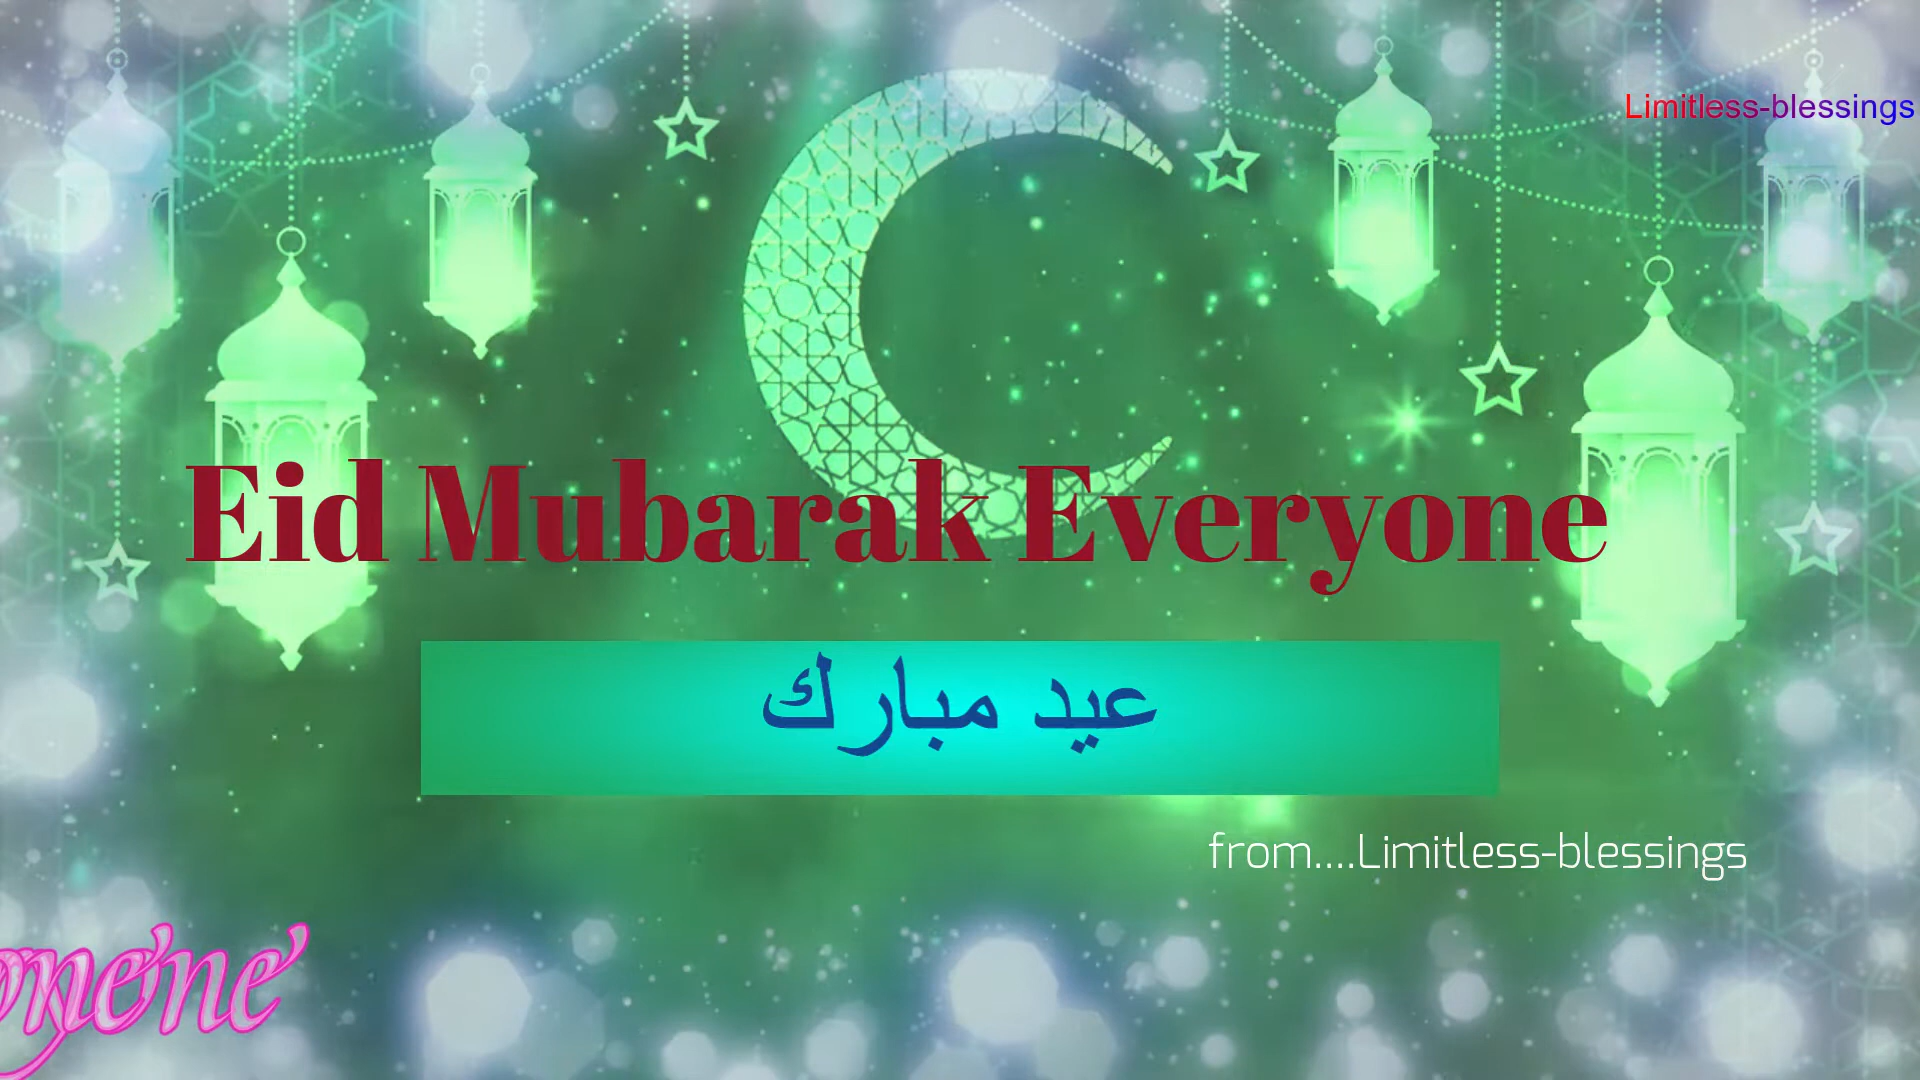 Limitless-blessings
Eid Mubarak Everyone
عيد مبارك
from....Limitless-blessings